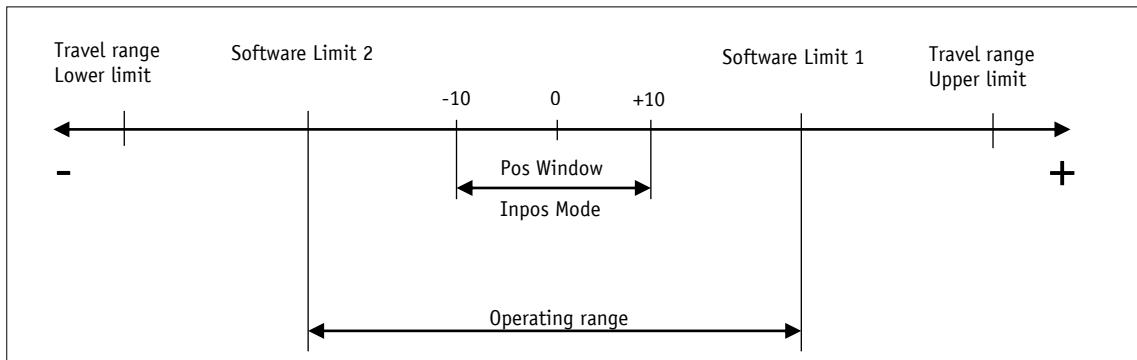 Travel range
Lower limit
Software Limit 2
Software Limit 1
Travel range
Upper limit
-10
0
+10
-
+
Pos Window
Inpos Mode
Operating range